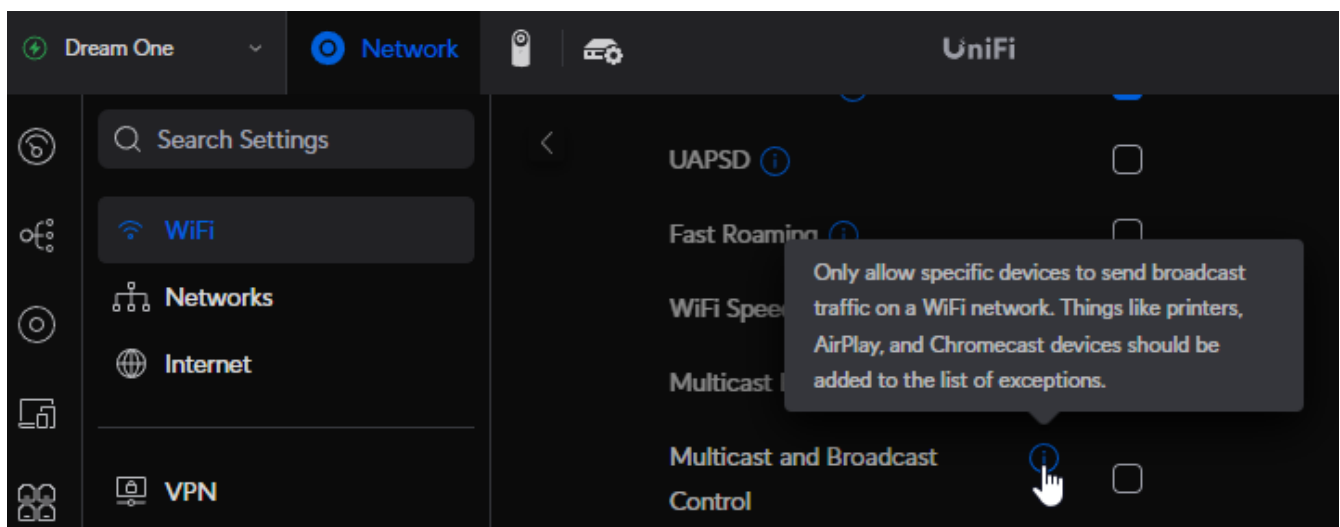 Dream One
Network
UniFi
Search Settings
UAPSD
WiFi
Fast Roaming
Only allow specific devices to send broadcast
traffic on a WiFi network. Things like printers,
AirPlay, and Chromecast devices should be
added to the list of exceptions.
Networks
WiFi Spee
Internet
Multicast
Multicast and Broadcast
Control
VPN